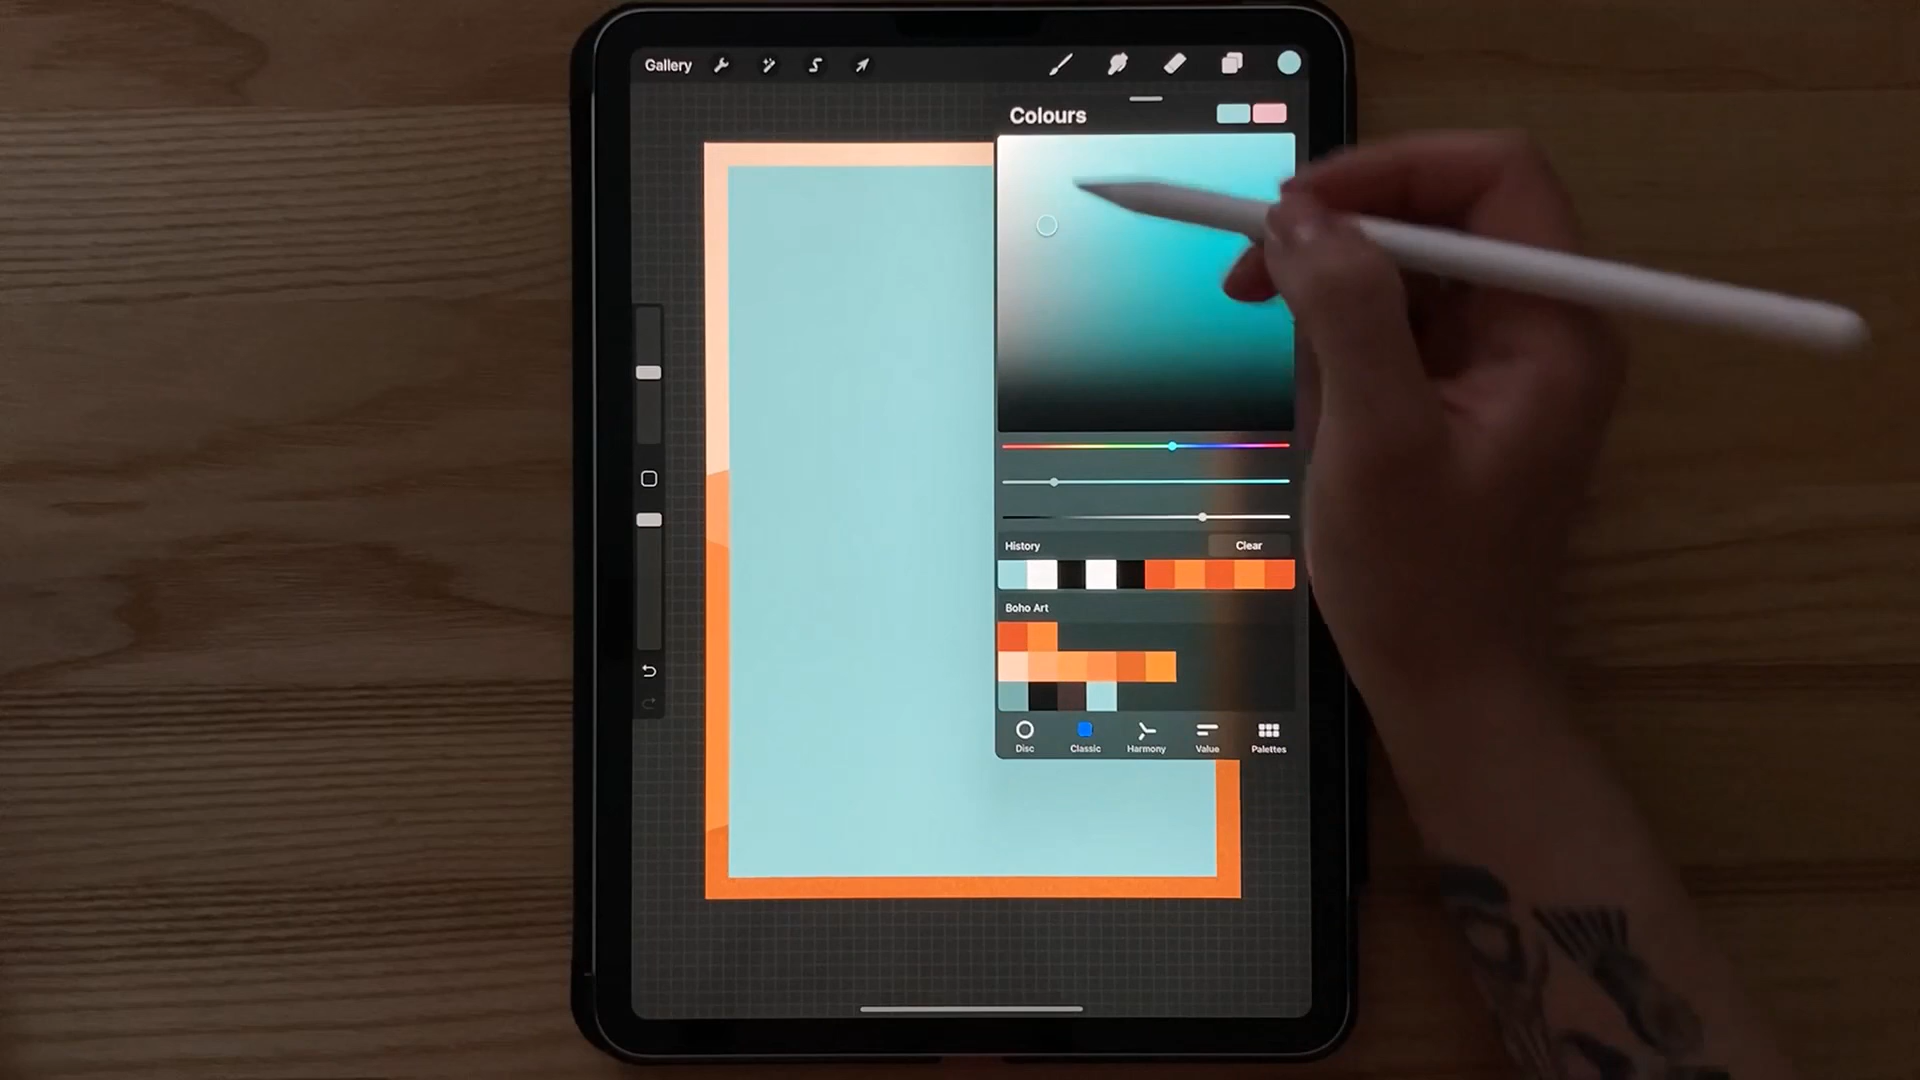 Gallery
Colours
History
Clear
Boho Art
Disc
Classic
Harmony
Value
Palettes